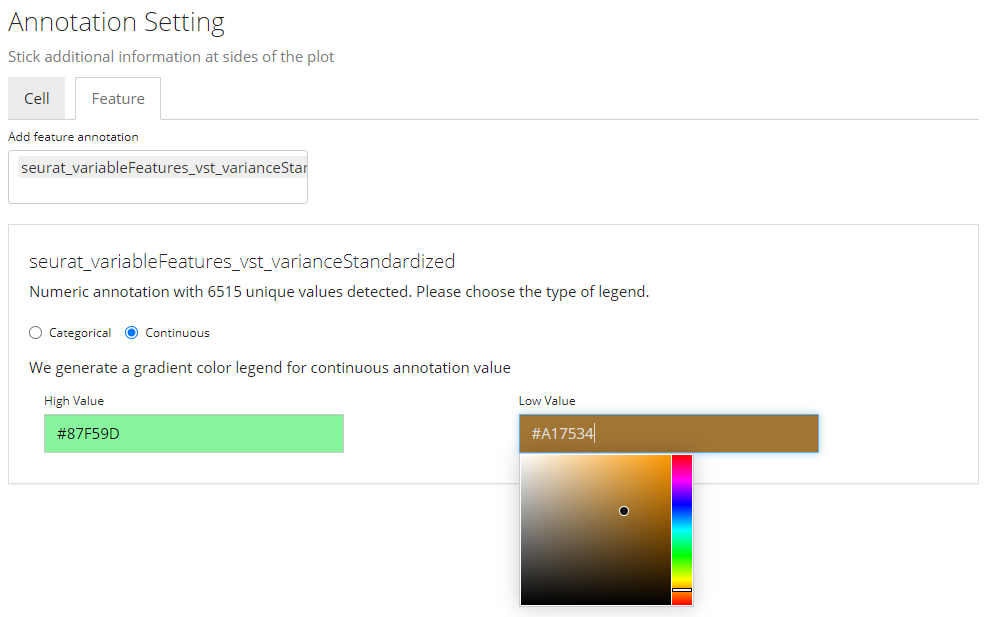 Annotation Setting
Stick additional information at sides of the plot
Cell
Feature
Add feature annotation
seurat_variableFeatures_vst_varianceStar
seurat_variableFeatures_vst_varianceStandardized
Numeric annotation with 6515 unique values detected. Please choose the type of legend.
Categorical
Continuous
We generate a gradient color legend for continuous annotation value
High Value
Low Value
#87F59D
#A17534